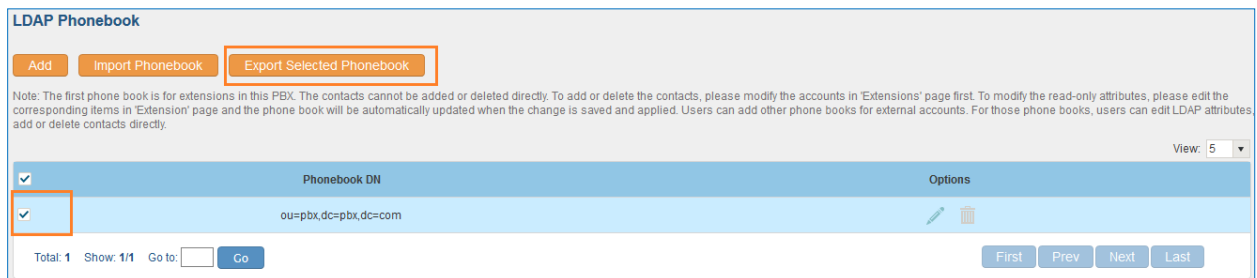 LDAP Phonebook
Add Import Phonebook Export Selected Phonebook
Note: The first phone book is for extensions in this PBX. The contacts cannot be added or deleted directly. To add or delete the contacts, please modify the accounts in 'Extensions' page first. To modify the read-only attributes, please edit the
corresponding items in 'Extension' page and the phone book will be automatically updated when the change is saved and applied. Users can add other phone books for external accounts. For those phone books, users can edit LDAP attributes,
add or delete contacts directly.
View: 5
Phonebook DN Options
ou=pbx,dc=pbx,dc=com
Total: 1 Show: 1/1 Go to: Go First Prev Next Last